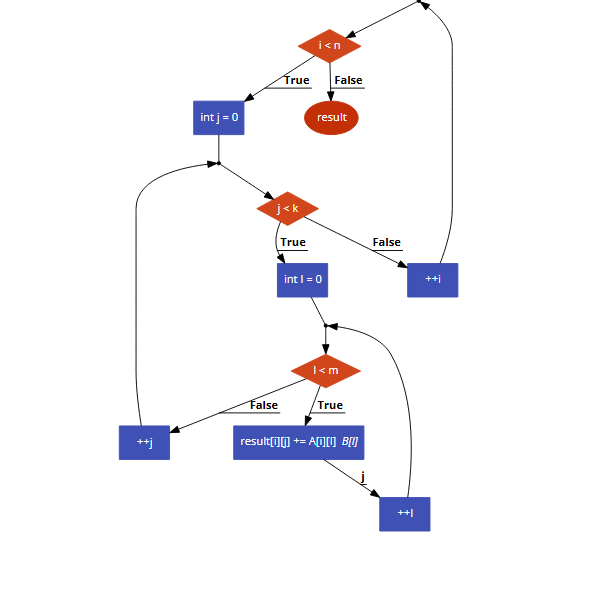 i < n
True
False
int j = 0
result
j < k
True
False
int l = 0
++i
l < m
False
True
++j
result[i][j] += A[i][l] B[l]
j
++l